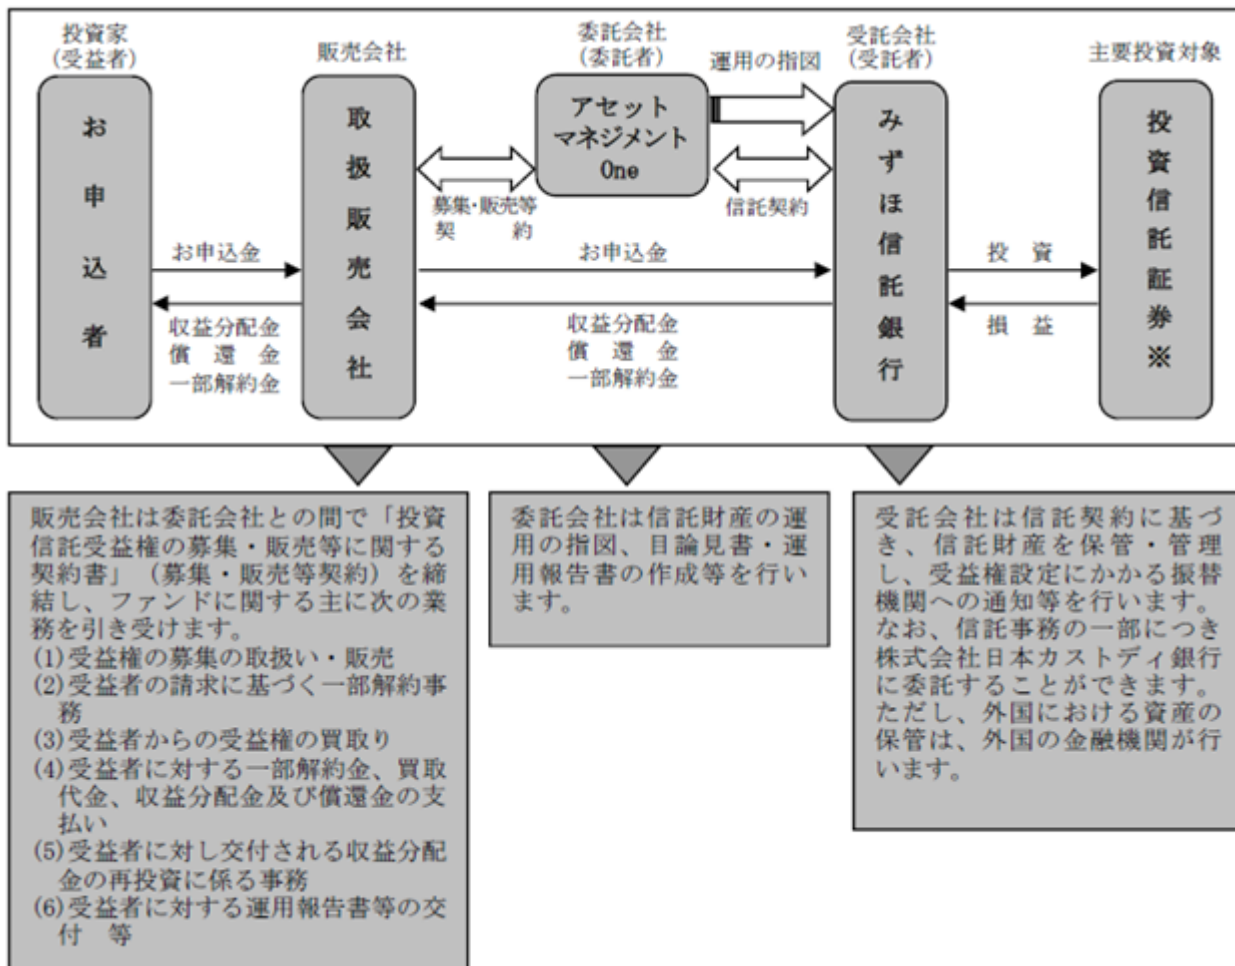 投資家
(受益者)
販売会社
委託会社
(委託者)
運用の指図
受託会社
(受託者)
主要投資対象
お申込者
取扱販売会社
アセット
マネジメント
One
みずほ信託銀行
投資信託証券※
募集・販売等
契　約
信託契約
お申込金
収益分配金
償　還　金
一部解約金
お申込金
収益分配金
償　還　金
一部解約金
投　資
損　益
販売会社は委託会社との間で「投資
信託受益権の募集・販売等に関する
契約書」（募集・販売等契約）を締
結し、ファンドに関する主に次の業
務を引き受けます。
(1)受益権の募集の取扱い・販売
(2)受益者の請求に基づく一部解約事
務
(3)受益者からの受益権の買取り
(4)受益者に対する一部解約金、買取
代金、収益分配金及び償還金の支
払い
(5)受益者に対し交付される収益分配
金の再投資に係る事務
(6)受益者に対する運用報告書等の交
付　等
委託会社は信託財産の運
用の指図、目論見書・運
用報告書の作成等を行い
ます。
受託会社は信託契約に基づ
き、信託財産を保管・管理
し、受益権設定にかかる振替
機関への通知等を行います。
なお、信託事務の一部につき
株式会社日本カストディ銀行
に委託することができます。
ただし、外国における資産の
保管は、外国の金融機関が行
います。